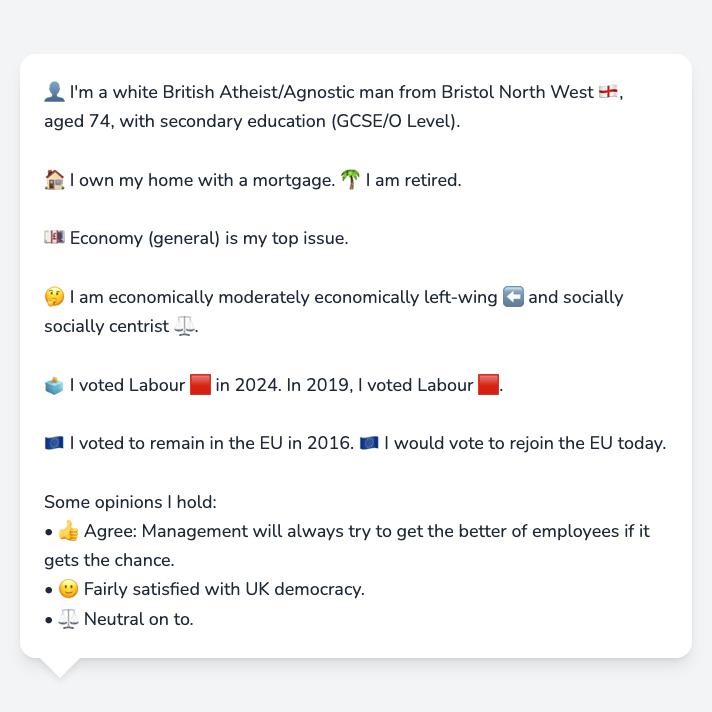 👤 I'm a white British Atheist/Agnostic man from Bristol North West 🏴󠁧󠁢󠁥󠁮󠁧󠁿,
aged 74, with secondary education (GCSE/O Level).
🏠 I own my home with a mortgage. 🌴 I am retired.
💷 Economy (general) is my top issue.
🤔 I am economically moderately economically left-wing ⬅️ and socially
socially centrist ⚖️.
🗳️ I voted Labour 🟥 in 2024. In 2019, I voted Labour 🟥.
🇪🇺 I voted to remain in the EU in 2016. 🇪🇺 I would vote to rejoin the EU today.
Some opinions I hold:
• 👍 Agree: Management will always try to get the better of employees if it
gets the chance.
• 🙂 Fairly satisfied with UK democracy.
• ⚖️ Neutral on to.